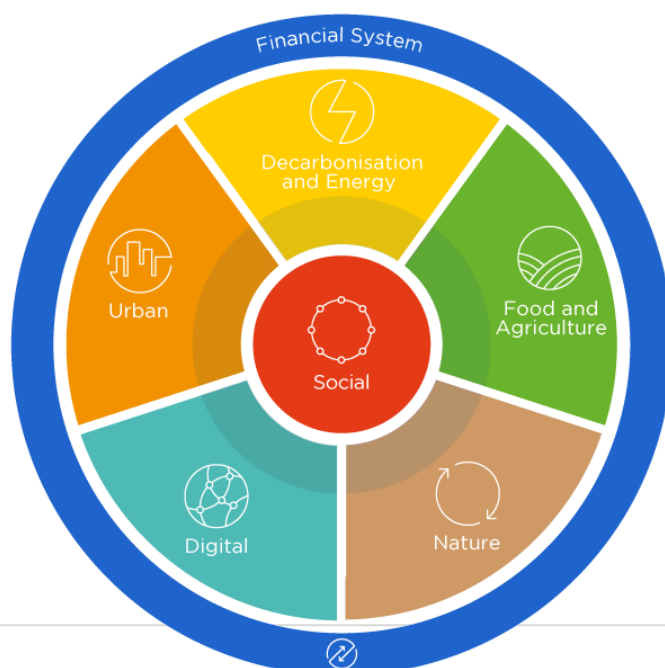 Financial System
Decarbonisation
and Energy
Urban
Food and
Agriculture
Social
Digital
Nature